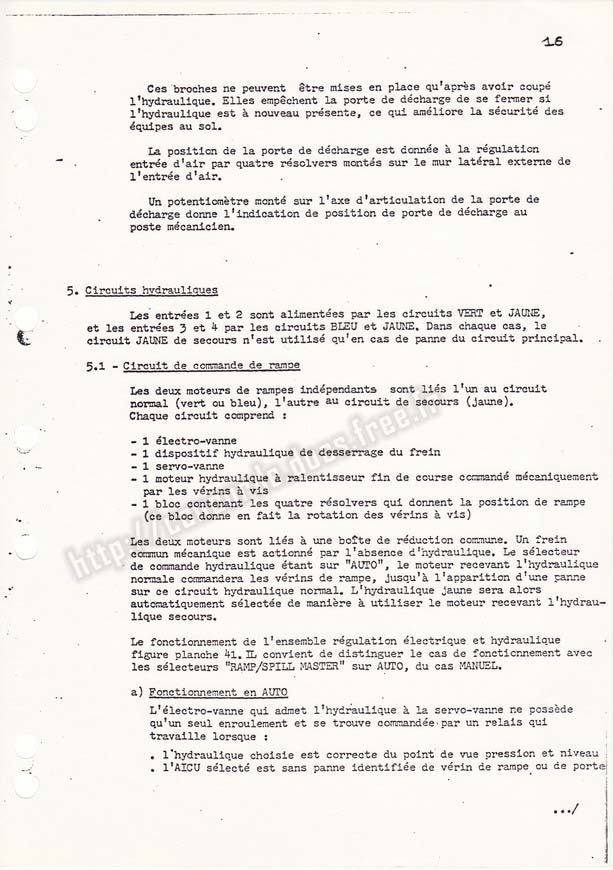 16
Ces broches ne peuvent être mises en place qu'après avoir coupé
l'hydraulique. Elles empêchent la porte de décharge de se fermer si
l'hydraulique est à nouveau présente, ce qui améliore la sécurité des
équipes au sol.
La position de la porte de décharge est donnée à la régulation
entrée d'air par quatre résolvers montés sur le mur latéral externe de
l'entrée d'air.
Un potentiomètre monté sur l'axe d'articulation de la porte de
décharge donne l'indication de position de porte de décharge au
poste mécanicien.
5. Circuits hydrauliques
Les entrées 1 et 2 sont alimentées par les circuits VERT et JAUNE,
et les entrées 3 et 4 par les circuits BLEU et JAUNE. Dans chaque cas, le
circuit JAUNE de secours n'est utilisé qu'en cas de panne du circuit principal.
5.1 - Circuit de commande de rampe
Les deux moteurs de rampes indépendants sont liés l'un au circuit
normal (vert ou bleu), l'autre au circuit de secours (jaune).
Chaque circuit comprend :
- 1 électro-vanne
- 1 dispositif hydraulique de desserrage du frein
- 1 servo-vanne
- 1 moteur hydraulique à ralentisseur fin de course commandé mécaniquement
par les vérins à vis
- 1 bloc contenant les quatre résolvers qui donnent la position de rampe
(ce bloc donne en fait la rotation des vérins à vis)
Les deux moteurs sont liés à une boîte de réduction commune. Un frein
commun mécanique est actionné par l'absence d'hydraulique. Le sélecteur
de commande hydraulique étant sur "AUTO", le moteur recevant l'hydraulique
normale commandera les vérins de rampe, jusqu'à l'apparition d'une panne
sur ce circuit hydraulique normal. L'hydraulique jaune sera alors
automatiquement sélectée de manière à utiliser le moteur recevant l'hydrau-
lique secours.
Le fonctionnement de l'ensemble régulation électrique et hydraulique
figure planche 41. IL convient de distinguer le cas de fonctionnement avec
les sélecteurs "RAMP/SPILL MASTER" sur AUTO, du cas MANUEL.
a) Fonctionnement en AUTO
L'électro-vanne qui admet l'hydraulique à la servo-vanne ne possède
qu'un seul enroulement et se trouve commandée par un relais qui
travaille lorsque :
. l'hydraulique choisie est correcte du point de vue pression et niveau
. l'AICU sélecté est sans panne identifiée de vérin de rampe ou de porte
.../